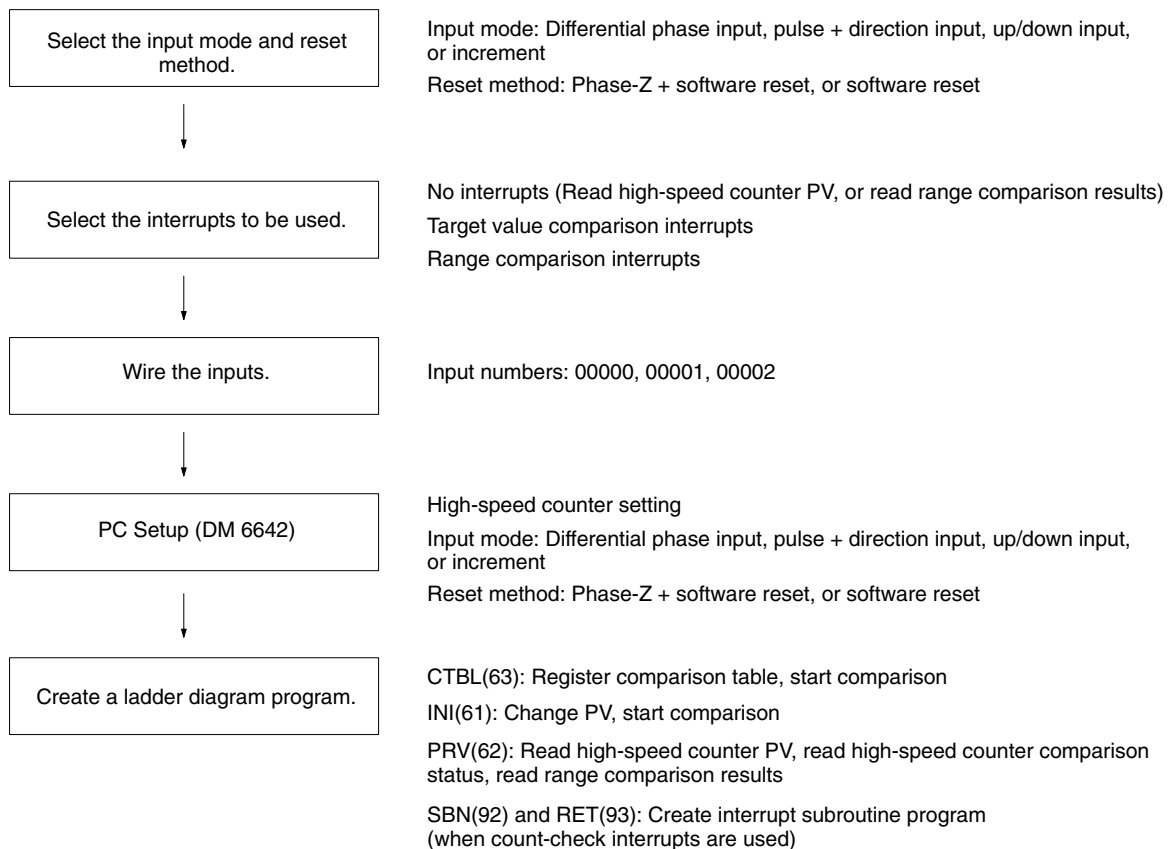 Select the input mode and reset
method.
Input mode: Differential phase input, pulse + direction input, up/down input,
or increment
Reset method: Phase-Z + software reset, or software reset
Select the interrupts to be used.
No interrupts (Read high-speed counter PV, or read range comparison results)
Target value comparison interrupts
Range comparison interrupts
Wire the inputs.
Input numbers: 00000, 00001, 00002
PC Setup (DM 6642)
High-speed counter setting
Input mode: Differential phase input, pulse + direction input, up/down input,
or increment
Reset method: Phase-Z + software reset, or software reset
Create a ladder diagram program.
CTBL(63): Register comparison table, start comparison
INI(61): Change PV, start comparison
PRV(62): Read high-speed counter PV, read high-speed counter comparison
status, read range comparison results
SBN(92) and RET(93): Create interrupt subroutine program
(when count-check interrupts are used)